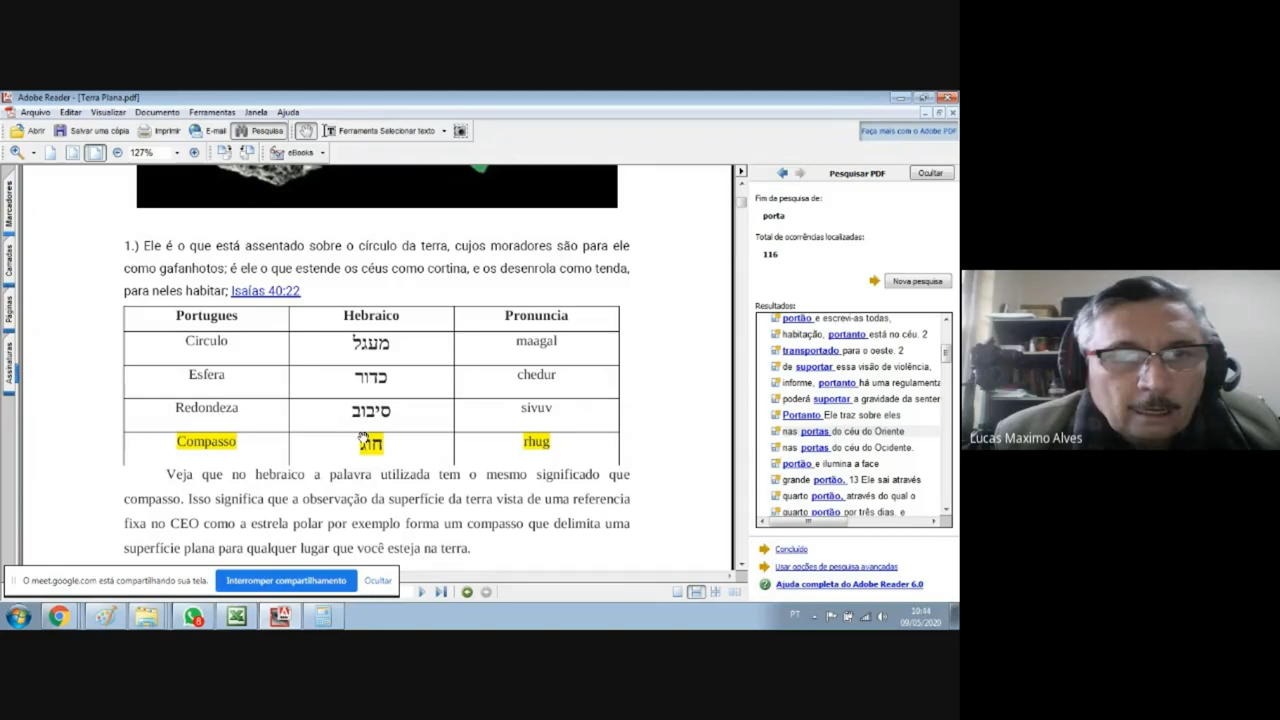 Adobe Reader - [Terra Plana.pdf]
Arquivo Editar Visualizar Documento Ferramentas Janela Ajuda
Abrir Salvar uma cópia Imprimir E-mail Pesquisa Ferramenta Selecionar texto Faça mais com o Adobe PDF
127% eBooks
Marcadores
Camadas
Páginas
Assinaturas
1.) Ele é o que está assentado sobre o círculo da terra, cujos moradores são para ele
como gafanhotos; é ele o que estende os céus como cortina, e os desenrola como tenda,
para neles habitar; Isaías 40:22
Portugues Hebraico Pronuncia
Circulo מעגל maagal
Esfera כדור chedur
Redondeza סיבוב sivuv
Compasso חוג rhug
Veja que no hebraico a palavra utilizada tem o mesmo significado que
compasso. Isso significa que a observação da superfície da terra vista de uma referencia
fixa no CEO como a estrela polar por exemplo forma um compasso que delimita uma
superfície plana para qualquer lugar que você esteja na terra.
Pesquisar PDF Ocultar
Fim da pesquisa de:
porta
Total de ocorrências localizadas:
116
Nova pesquisa
Resultados:
portão e escrevi-as todas,
habitação, portanto está no céu. 2
transportado para o oeste. 2
de suportar essa visão de violência,
informe, portanto há uma regulamenta
poderá suportar a gravidade da senter
Portanto Ele traz sobre eles
nas portas do céu do Oriente
nas portas do céu do Ocidente.
portão e ilumina a face
grande portão, 13 Ele sai através
quarto portão, através do qual o
quarto portão por três dias, e
Concluído
Usar opções de pesquisa avançadas
Ajuda completa do Adobe Reader 6.0
O meet.google.com está compartilhando sua tela. Interromper compartilhamento Ocultar
8
PT
10:44
09/05/2020
Lucas Maximo Alves